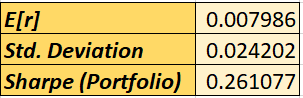 E[r] 0.007986
Std. Deviation 0.024202
Sharpe (Portfolio) 0.261077